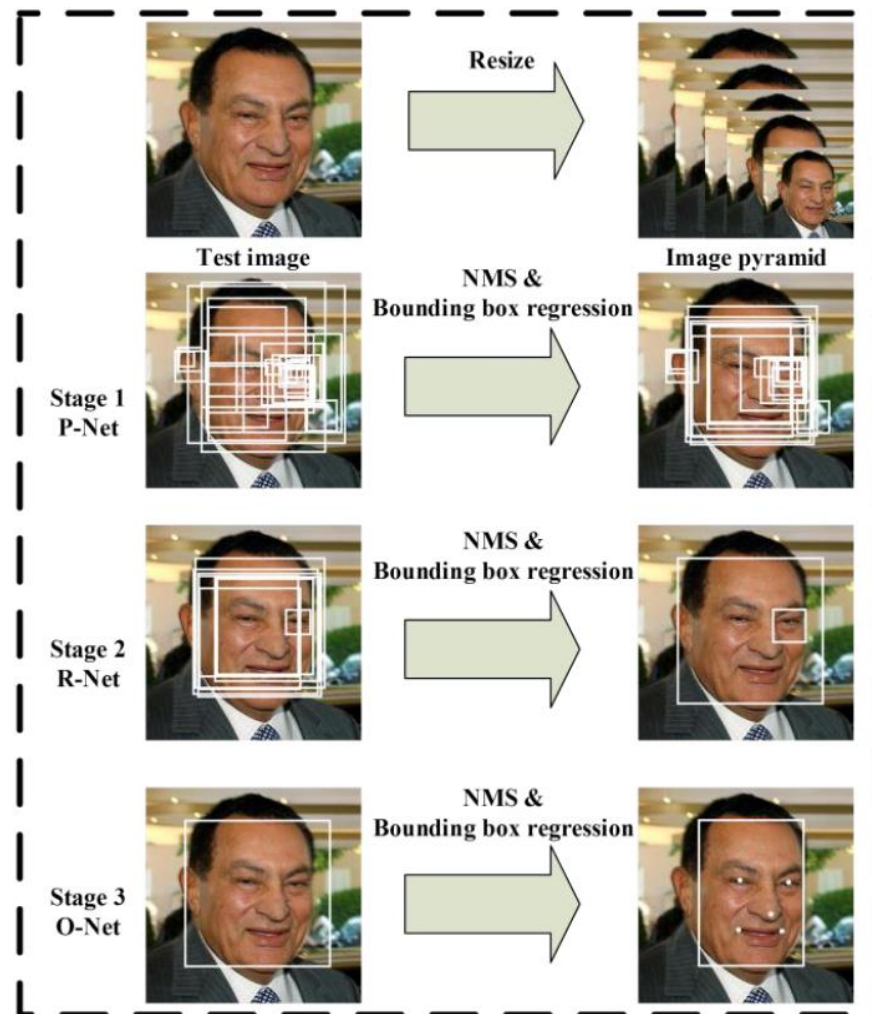 Resize
Test image
Image pyramid
NMS &
Bounding box regression
Stage 1
P-Net
NMS &
Bounding box regression
Stage 2
R-Net
NMS &
Bounding box regression
Stage 3
O-Net